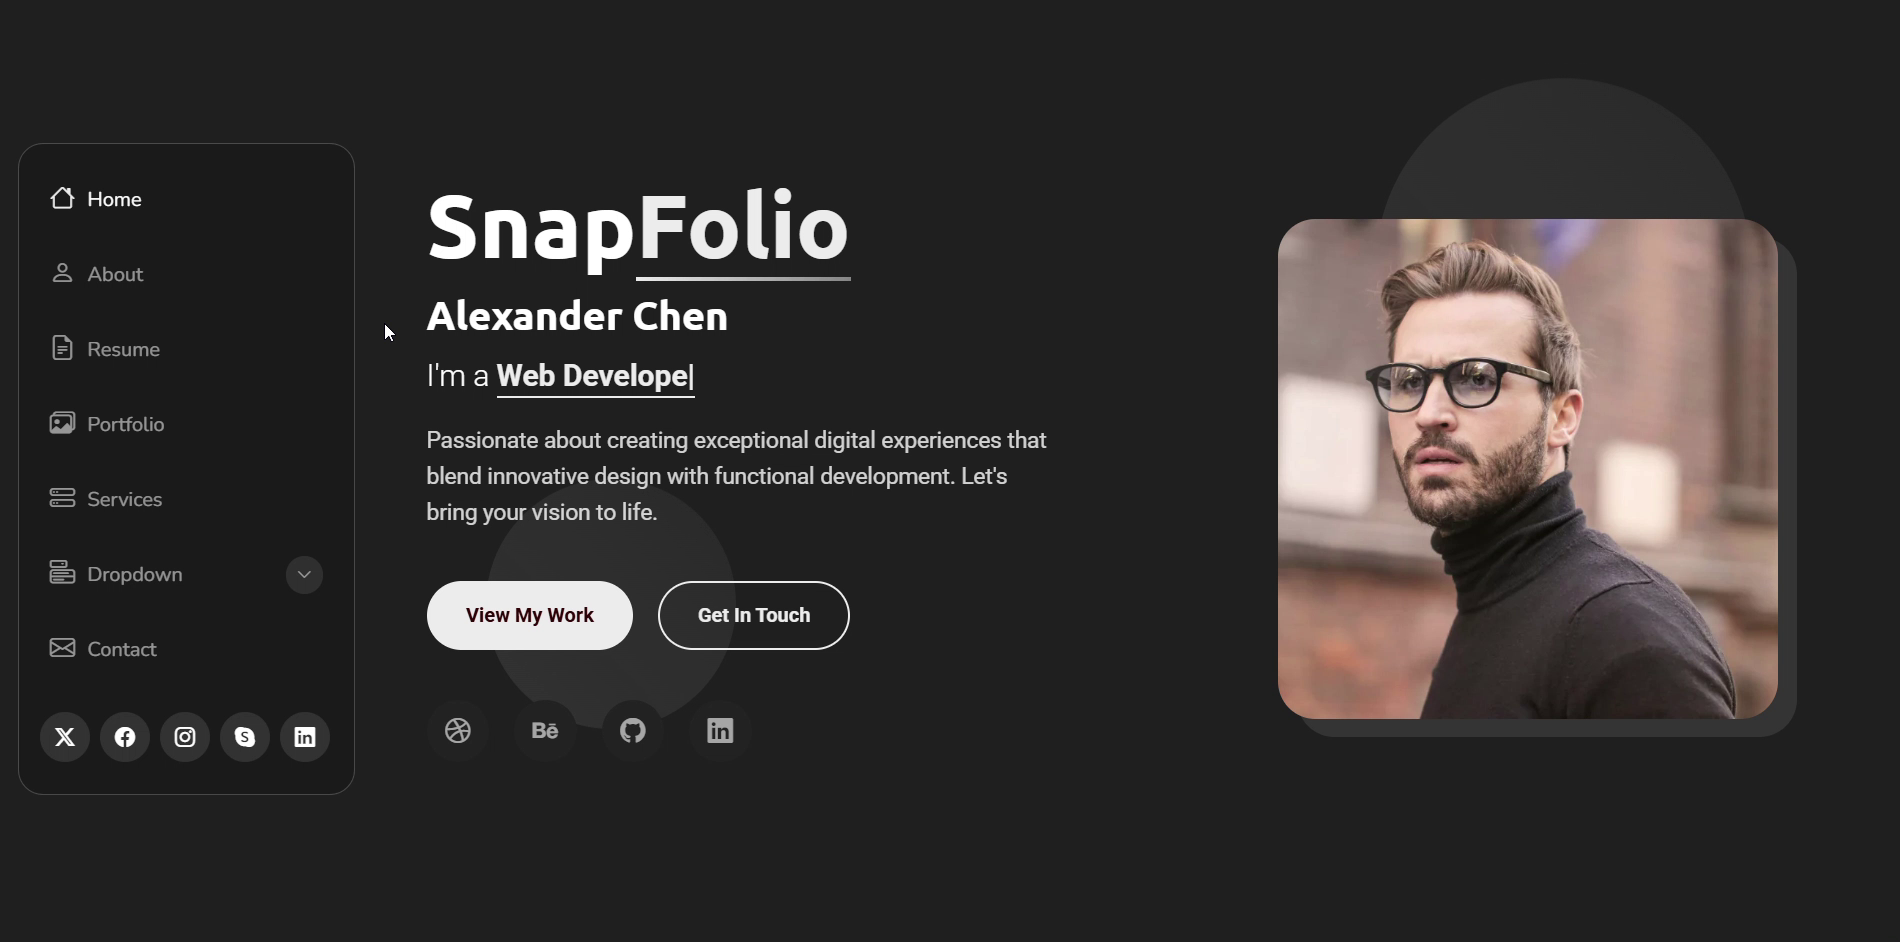 Home
About
Resume
Portfolio
Services
Dropdown
Contact
SnapFolio
Alexander Chen
I'm a Web Develope|
Passionate about creating exceptional digital experiences that
blend innovative design with functional development. Let's
bring your vision to life.
View My Work
Get In Touch